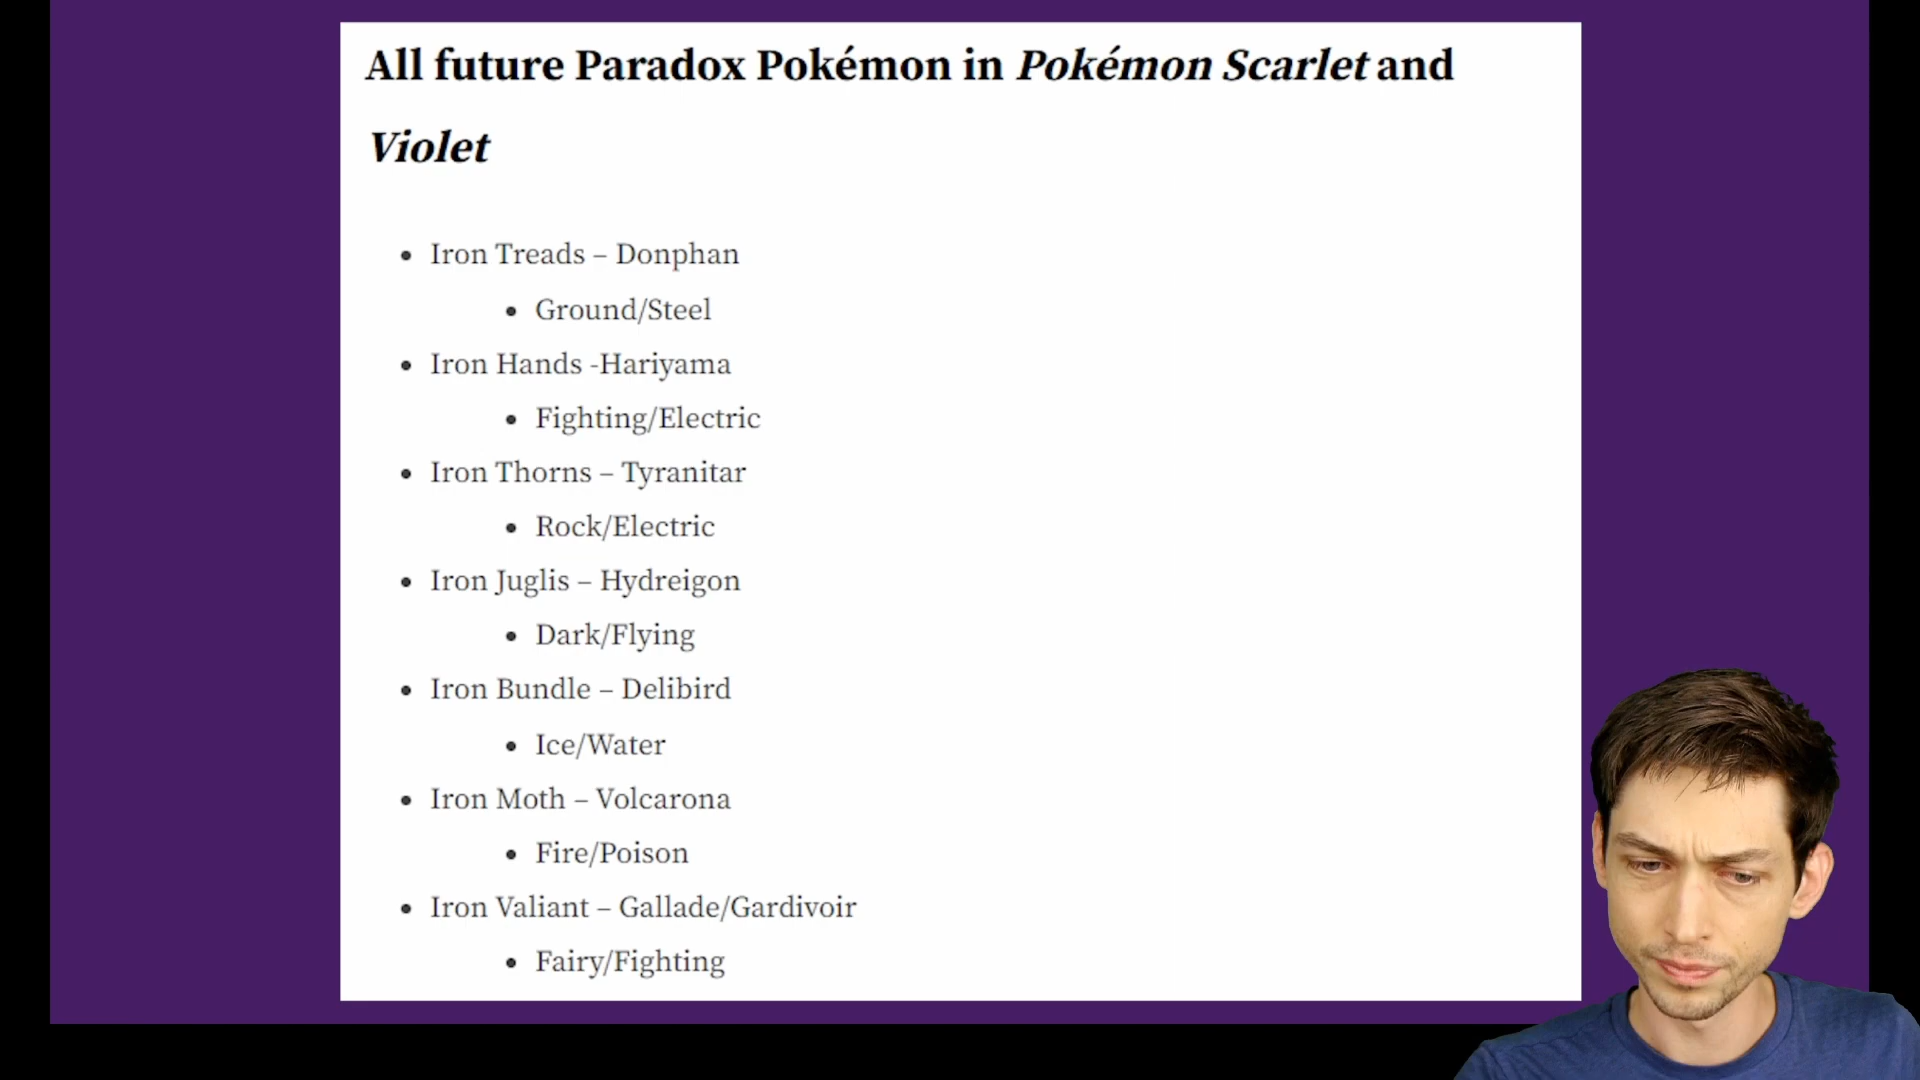 All future Paradox Pokémon in Pokémon Scarlet and
Violet
Iron Treads – Donphan
Ground/Steel
Iron Hands -Hariyama
Fighting/Electric
Iron Thorns – Tyranitar
Rock/Electric
Iron Juglis – Hydreigon
Dark/Flying
Iron Bundle – Delibird
Ice/Water
Iron Moth – Volcarona
Fire/Poison
Iron Valiant – Gallade/Gardivoir
Fairy/Fighting